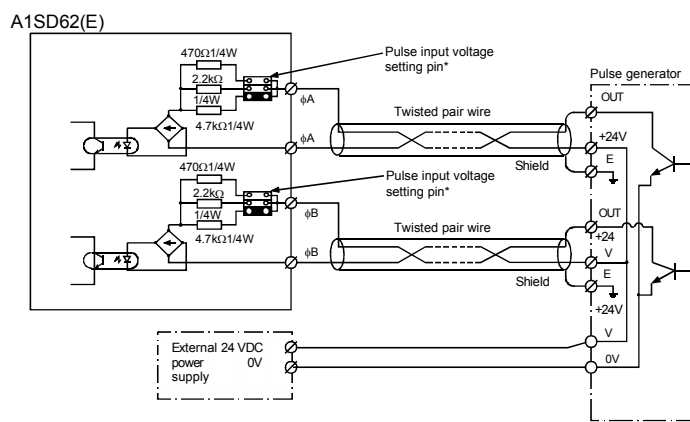 A1SD62(E)
470Ω1/4W
2.2kΩ
1/4W
4.7kΩ1/4W
Pulse input voltage
setting pin*
ϕA
ϕA
Twisted pair wire
Shield
Pulse generator
OUT
+24V
E
470Ω1/4W
2.2kΩ
1/4W
4.7kΩ1/4W
Pulse input voltage
setting pin*
ϕB
ϕB
Twisted pair wire
Shield
OUT
+24
V
E
+24V
V
0V
External 24 VDC
power 0V
supply